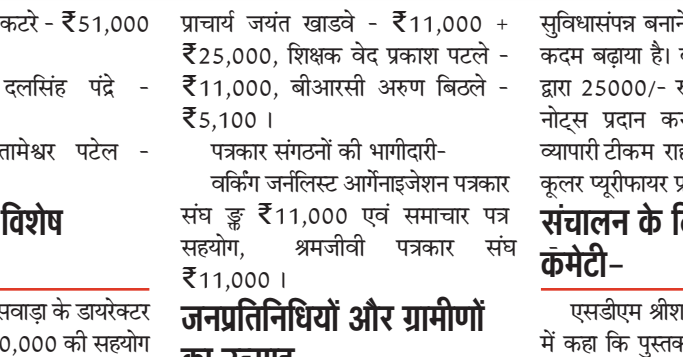 कटरे - ₹51,000
दलसिंह पंद्रे -
तामेश्वर पटेल -
विशेष
सवाड़ा के डायरेक्टर
0,000 की सहयोग
प्राचार्य जयंत खाडवे - ₹11,000 +
₹25,000, शिक्षक वेद प्रकाश पटले -
₹11,000, बीआरसी अरुण बिठले -
₹5,100 ।
पत्रकार संगठनों की भागीदारी-
वर्किंग जर्नलिस्ट आर्गेनाइजेशन पत्रकार
संघ ङ्क ₹11,000 एवं समाचार पत्र
सहयोग, श्रमजीवी पत्रकार संघ
₹11,000 ।
जनप्रतिनिधियों और ग्रामीणों
सुविधासंपन्न बनाने
कदम बढ़ाया है।
द्वारा 25000/-
नोट्स प्रदान
व्यापारी टीकम
कूलर प्यूरीफायर
संचालन के
कमेटी-
एसडीएम
में कहा कि